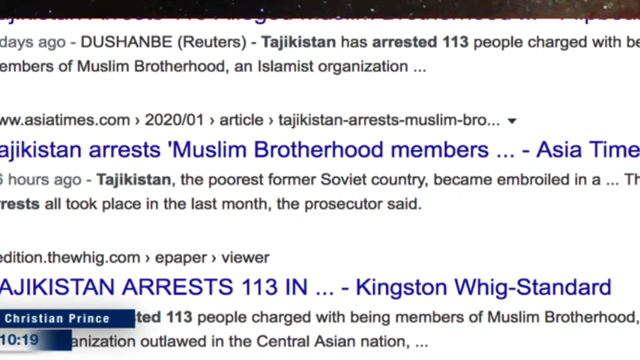 days ago - DUSHANBE (Reuters) - Tajikistan has arrested 113 people charged with be
embers of Muslim Brotherhood, an Islamist organization ...
ww.asiatimes.com › 2020/01 › article › tajikistan-arrests-muslim-bro...
ajikistan arrests 'Muslim Brotherhood members ... - Asia Time
6 hours ago - Tajikistan, the poorest former Soviet country, became embroiled in a ... Th
rests all took place in the last month, the prosecutor said.
edition.thewhig.com › epaper › viewer
AJIKISTAN ARRESTS 113 IN ... - Kingston Whig-Standard
Christian Prince
ted 113 people charged with being members of Muslim Brotherhood,
10:19
anization outlawed in the Central Asian nation, ...